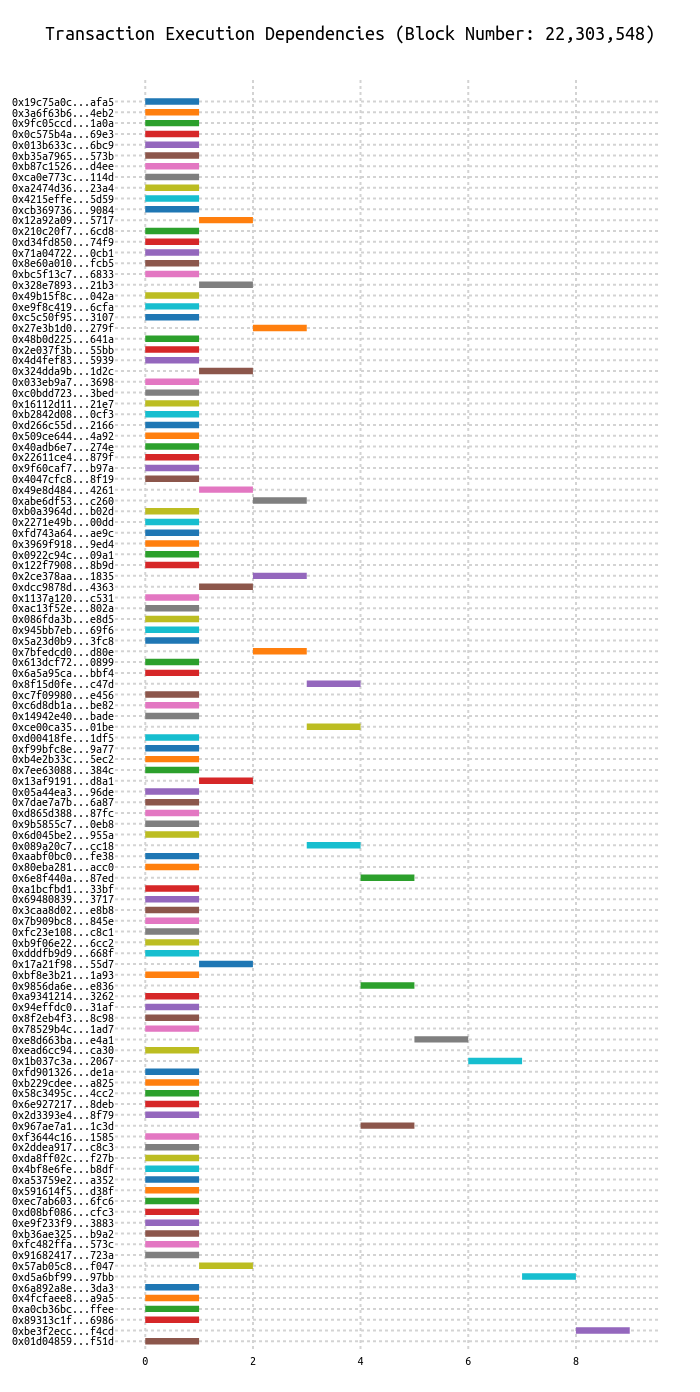 Transaction Execution Dependencies (Block Number: 22,303,548)
0x19c75a0c...afa5
0x3a6f63b6...4eb2
0x9fc05ccd...1a0a
0x0c575b4a...69e3
0x013b633c...6bc9
0xb35a7965...573b
0xb87c1526...d4ee
0xca0e773c...114d
0xa2474d36...23a4
0x4215effe...5d59
0xcb369736...9084
0x12a92a09...5717
0x210c20f7...6cd8
0xd34fd850...74f9
0x71a04722...0cb1
0x8e60a010...fcb5
0xbc5f13c7...6833
0x328e7893...21b3
0x49b15f8c...042a
0xe9f8c419...6cfa
0xc5c50f95...3107
0x27e3b1d0...279f
0x48b0d225...641a
0x2e037f3b...55bb
0x4d4fef83...5939
0x324dda9b...1d2c
0x033eb9a7...3698
0xc0bdd723...3bed
0x16112d11...21e7
0xb2842d08...0cf3
0xd266c55d...2166
0x509ce644...4a92
0x40adb6e7...274e
0x22611ce4...879f
0x9f60caf7...b97a
0x4047cfc8...8f19
0x49e8d484...4261
0xabe6df53...c260
0xb0a3964d...b02d
0x2271e49b...00dd
0xfd743a64...ae9c
0x3969f918...9ed4
0x0922c94c...09a1
0x122f7908...8b9d
0x2ce378aa...1835
0xdcc9878d...4363
0x1137a120...c531
0xac13f52e...802a
0x086fda3b...e8d5
0x945bb7eb...69f6
0x5a23d0b9...3fc8
0x7bfedcd0...d80e
0x613dcf72...0899
0x6a5a95ca...bbf4
0x8f15d0fe...c47d
0xc7f09980...e456
0xc6d8db1a...be82
0x14942e40...bade
0xce00ca35...01be
0xd00418fe...1df5
0xf99bfc8e...9a77
0xb4e2b33c...5ec2
0x7ee63088...384c
0x13af9191...d8a1
0x05a44ea3...96de
0x7dae7a7b...6a87
0xd865d388...87fc
0x9b5855c7...0eb8
0x6d045be2...955a
0x089a20c7...cc18
0xaabf0bc0...fe38
0x80eba281...acc0
0x6e8f440a...87ed
0xa1bcfbd1...33bf
0x69480839...3717
0x3caa8d02...e8b8
0x7b909bc8...845e
0xfc23e108...c8c1
0xb9f06e22...6cc2
0xdddfb9d9...668f
0x17a21f98...55d7
0xbf8e3b21...1a93
0x9856da6e...e836
0xa9341214...3262
0x94effdc0...31af
0x8f2eb4f3...8c98
0x78529b4c...1ad7
0xe8d663ba...e4a1
0xead6cc94...ca30
0x1b037c3a...2067
0xfd901326...de1a
0xb229cdee...a825
0x58c3495c...4cc2
0x6e927217...8deb
0x2d3393e4...8f79
0x967ae7a1...1c3d
0xf3644c16...1585
0x2ddea917...c8c3
0xda8ff02c...f27b
0x4bf8e6fe...b8df
0xa53759e2...a352
0x591614f5...d38f
0xec7ab603...6fc6
0xd08bf086...cfc3
0xe9f233f9...3883
0xb36ae325...b9a2
0xfc482ffa...573c
0x91682417...723a
0x57ab05c8...f047
0xd5a6bf99...97bb
0x6a892a8e...3da3
0x4fcfaee8...a9a5
0xa0cb36bc...ffee
0x89313c1f...6986
0xbe3f2ecc...f4cd
0x01d04859...f51d
0 2 4 6 8